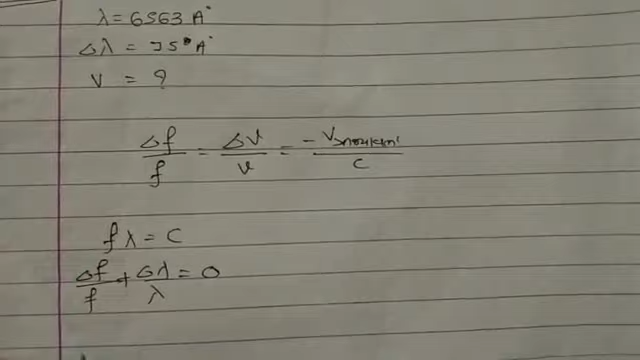 λ = 6563 A°
Δλ = 15 A°
v = ?
Δf/f = Δν/ν = -V/c
fλ = c
Δf/f + Δλ/λ = 0